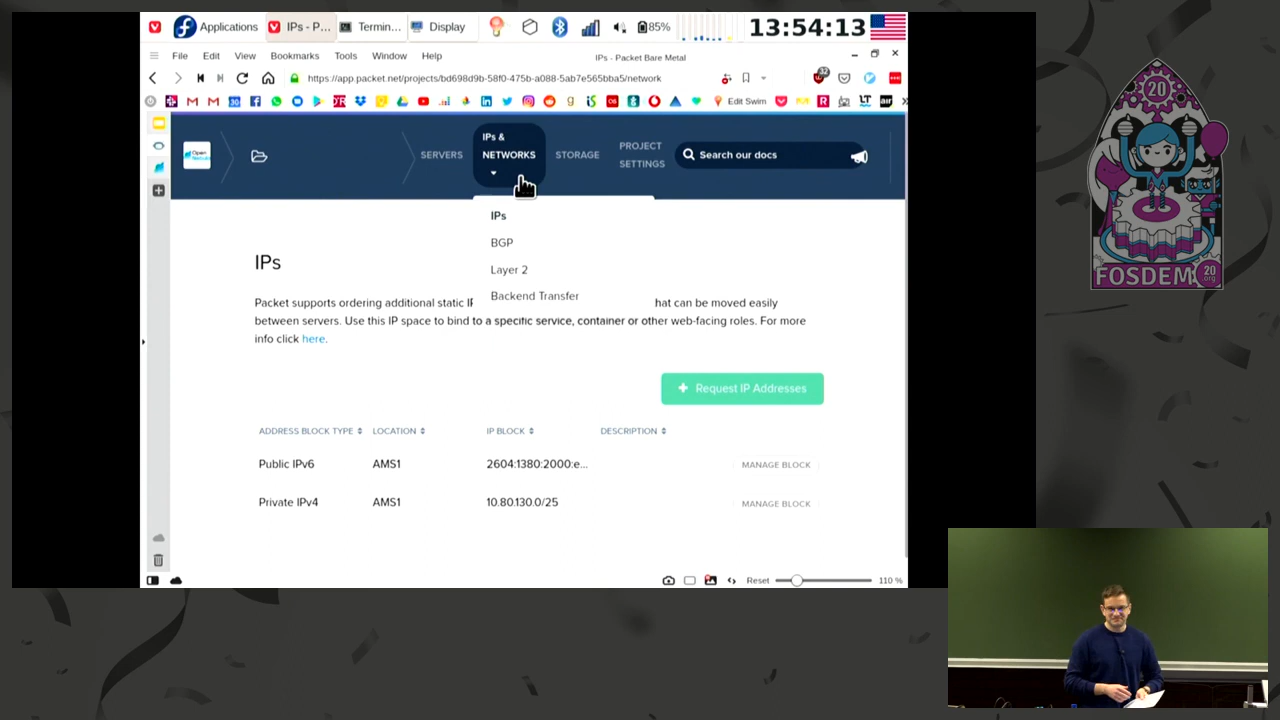 Applications
IPs - P...
Termin...
Display
85%
13:54:13
File Edit View Bookmarks Tools Window Help
IPs - Packet Bare Metal
https://app.packet.net/projects/bd698d9b-58f0-475b-a088-5ab7e565bba5/network
Edit Swim
SERVERS
IPs &
NETWORKS
STORAGE
PROJECT
SETTINGS
Search our docs
IPs
BGP
Layer 2
Backend Transfer
IPs
Packet supports ordering additional static IP hat can be moved easily
between servers. Use this IP space to bind to a specific service, container or other web-facing roles. For more
info click here.
+ Request IP Addresses
ADDRESS BLOCK TYPE LOCATION IP BLOCK DESCRIPTION
Public IPv6 AMS1 2604:1380:2000:e... MANAGE BLOCK
Private IPv4 AMS1 10.80.130.0/25 MANAGE BLOCK
Reset 110 %
20
FOSDEM
20
.org